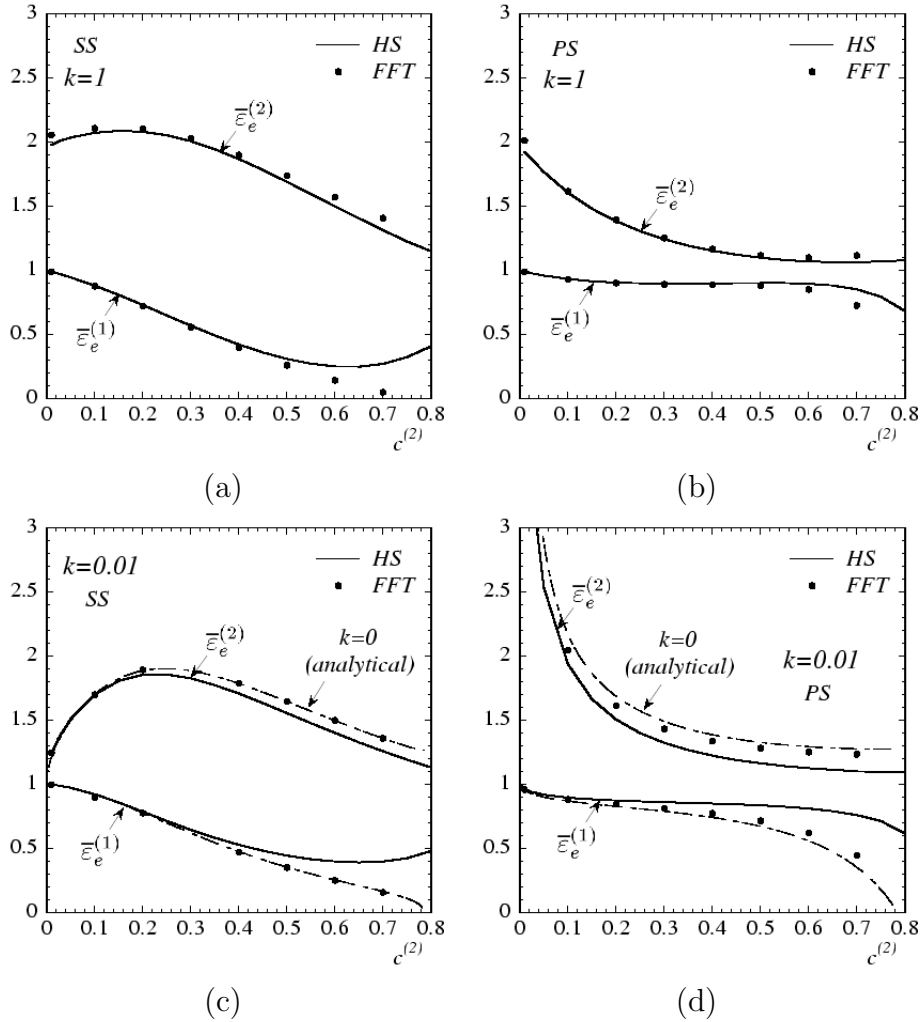 3
2.5
2
1.5
1
0.5
0
SS
k=1
HS
FFT
ε̅ₑ⁽²⁾
ε̅ₑ⁽¹⁾
0 0.1 0.2 0.3 0.4 0.5 0.6 0.7 0.8
c⁽²⁾
(a)
3
2.5
2
1.5
1
0.5
0
PS
k=1
HS
FFT
ε̅ₑ⁽²⁾
ε̅ₑ⁽¹⁾
0 0.1 0.2 0.3 0.4 0.5 0.6 0.7 0.8
c⁽²⁾
(b)
3
2.5
2
1.5
1
0.5
0
k=0.01
SS
HS
FFT
ε̅ₑ⁽²⁾
k=0
(analytical)
ε̅ₑ⁽¹⁾
0 0.1 0.2 0.3 0.4 0.5 0.6 0.7 0.8
c⁽²⁾
(c)
3
2.5
2
1.5
1
0.5
0
HS
FFT
ε̅ₑ⁽²⁾
k=0
(analytical)
k=0.01
PS
ε̅ₑ⁽¹⁾
0 0.1 0.2 0.3 0.4 0.5 0.6 0.7 0.8
c⁽²⁾
(d)